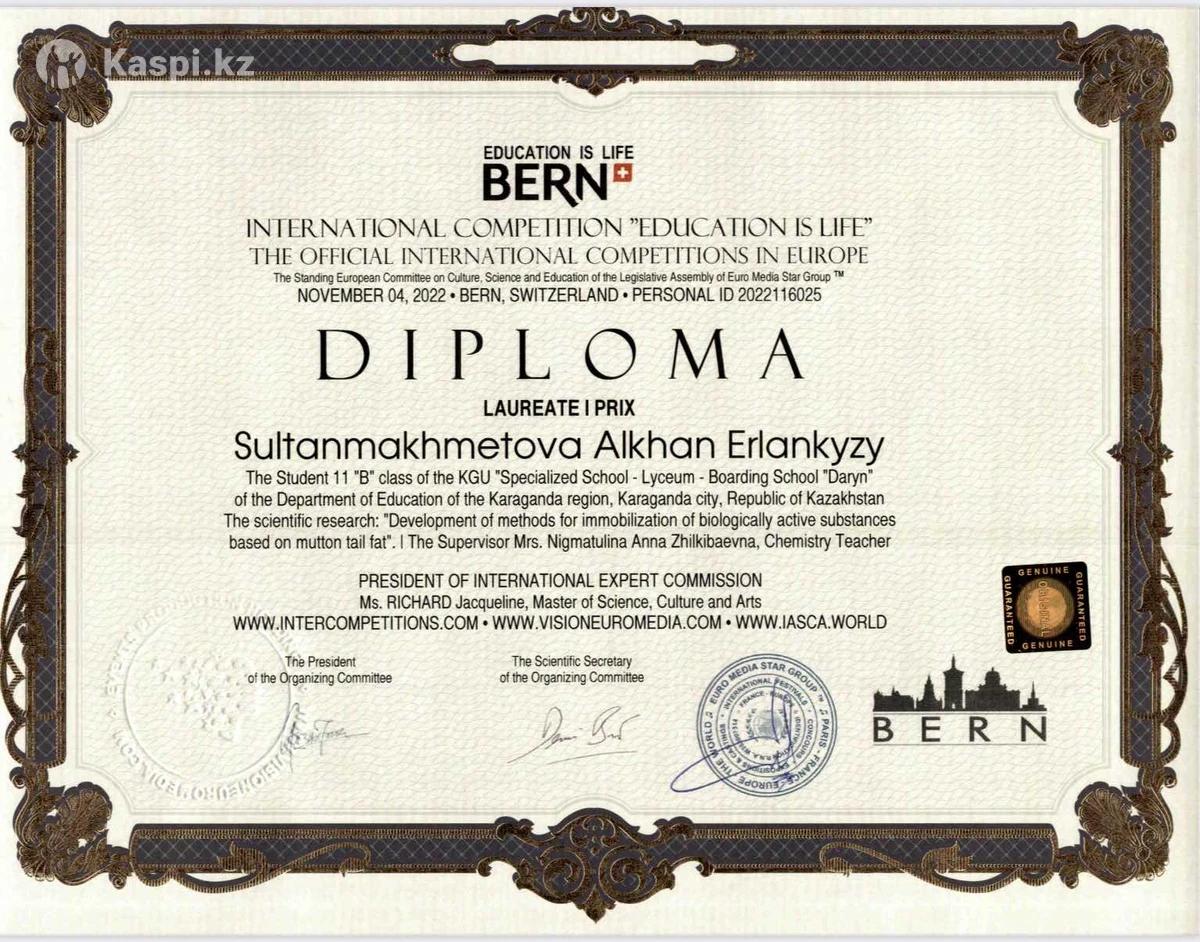 Kaspi.kz
EDUCATION IS LIFE
BERN
INTERNATIONAL COMPETITION "EDUCATION IS LIFE"
THE OFFICIAL INTERNATIONAL COMPETITIONS IN EUROPE
The Standing European Committee on Culture, Science and Education of the Legislative Assembly of Euro Media Star Group ™
NOVEMBER 04, 2022 • BERN, SWITZERLAND • PERSONAL ID 2022116025
DIPLOMA
LAUREATE I PRIX
Sultanmakhmetova Alkhan Erlankyzy
The Student 11 "B" class of the KGU "Specialized School - Lyceum - Boarding School "Daryn"
of the Department of Education of the Karaganda region, Karaganda city, Republic of Kazakhstan
The scientific research: "Development of methods for immobilization of biologically active substances
based on mutton tail fat". | The Supervisor Mrs. Nigmatulina Anna Zhilkibaevna, Chemistry Teacher
PRESIDENT OF INTERNATIONAL EXPERT COMMISSION
Ms. RICHARD Jacqueline, Master of Science, Culture and Arts
WWW.INTERCOMPETITIONS.COM • WWW.VISIONEUROMEDIA.COM • WWW.IASCA.WORLD
GENUINE
GUARANTEED
ORIGINAL
GUARANTEED
GENUINE
The President
of the Organizing Committee
The Scientific Secretary
of the Organizing Committee
EURO MEDIA STAR GROUP ™ PARIS - FRANCE - EUROPE - THE WORLD
INTERNATIONAL FESTIVALS
BERN